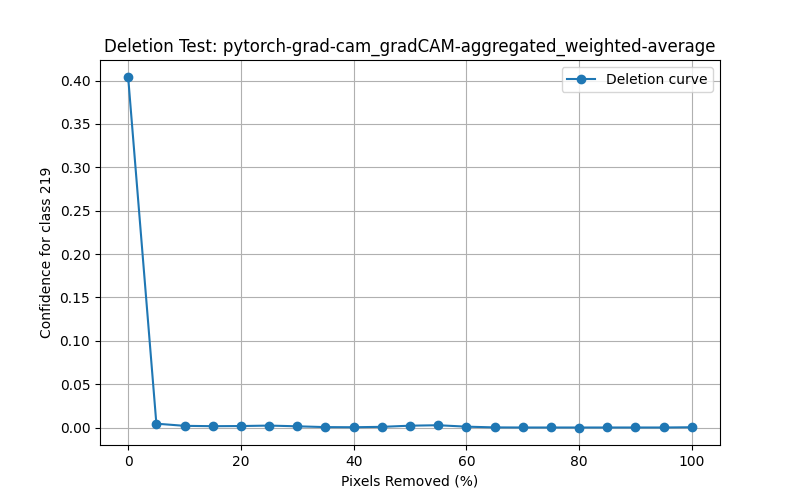 Deletion Test: pytorch-grad-cam_gradCAM-aggregated_weighted-average
Deletion curve
Confidence for class 219
0.40
0.35
0.30
0.25
0.20
0.15
0.10
0.05
0.00
0 20 40 60 80 100
Pixels Removed (%)